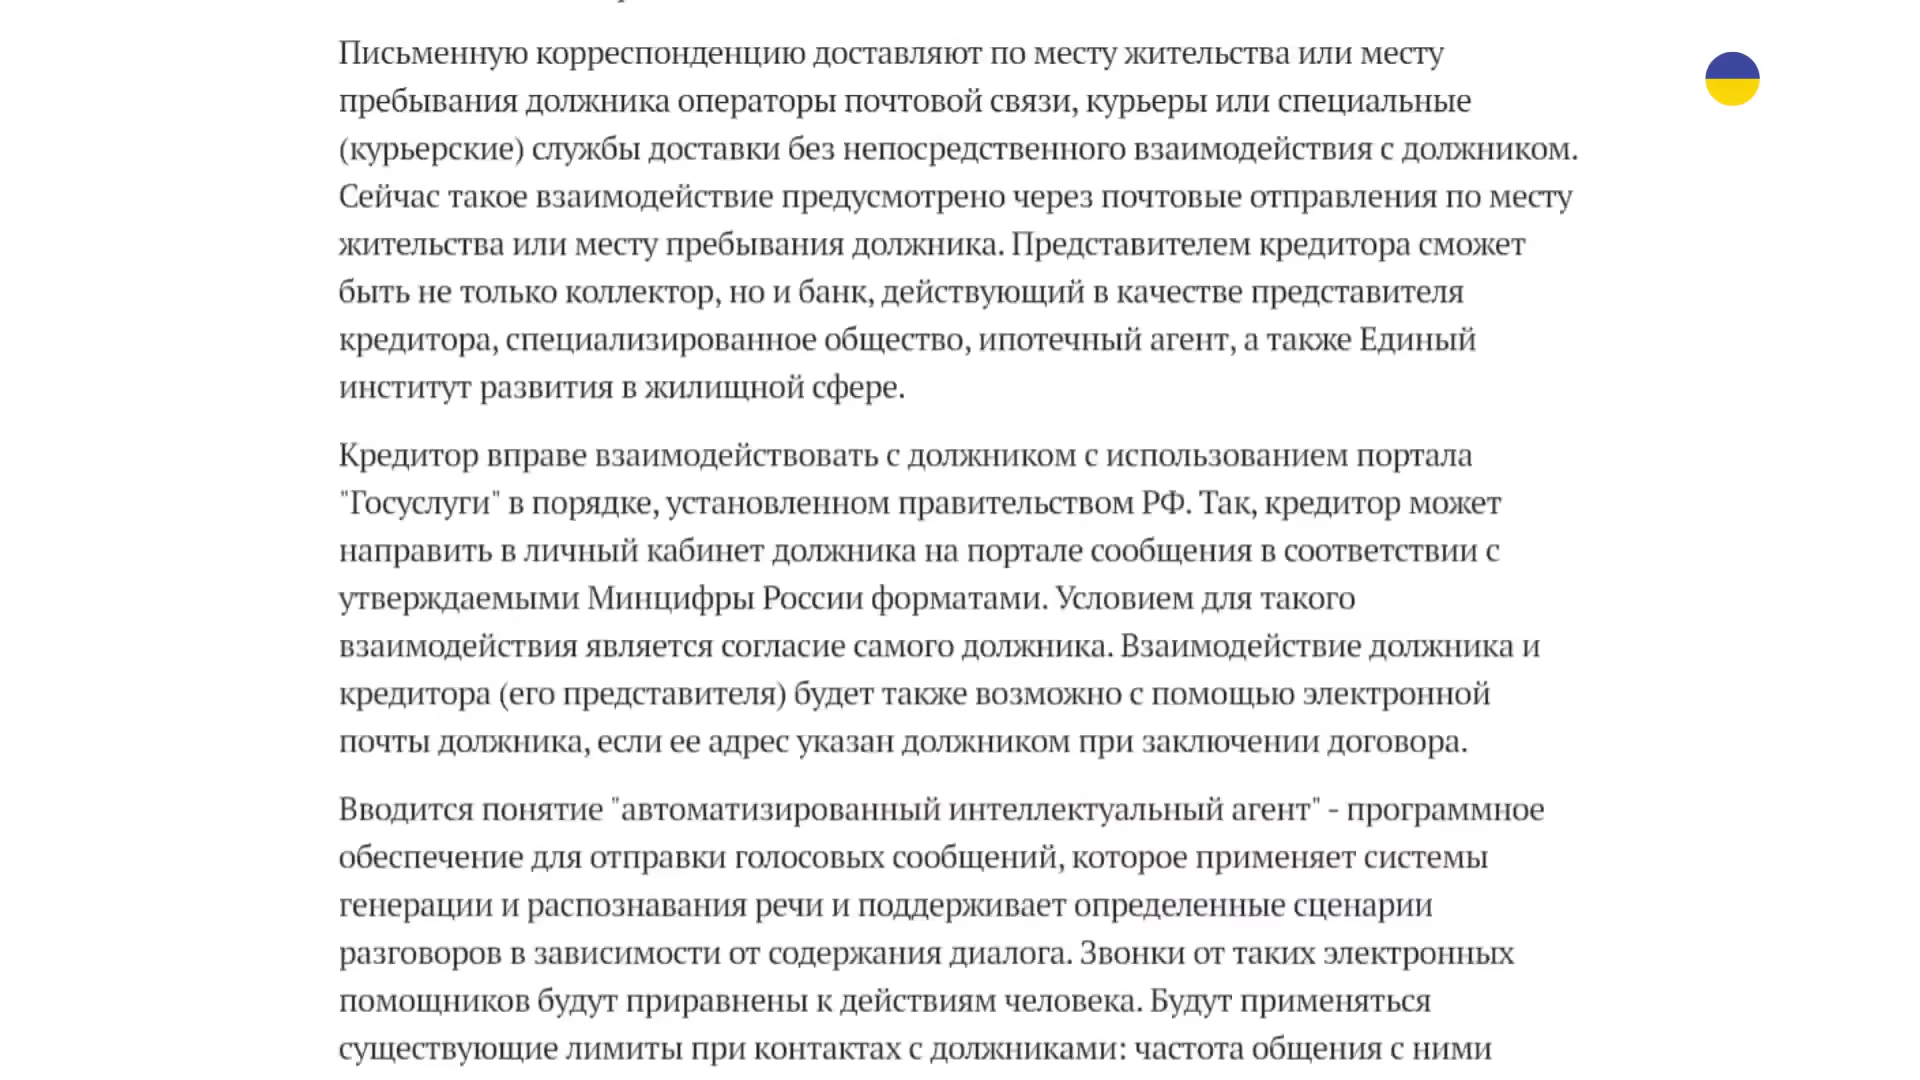 Письменную корреспонденцию доставляют по месту жительства или месту
пребывания должника операторы почтовой связи, курьеры или специальные
(курьерские) службы доставки без непосредственного взаимодействия с должником.
Сейчас такое взаимодействие предусмотрено через почтовые отправления по месту
жительства или месту пребывания должника. Представителем кредитора сможет
быть не только коллектор, но и банк, действующий в качестве представителя
кредитора, специализированное общество, ипотечный агент, а также Единый
институт развития в жилищной сфере.
Кредитор вправе взаимодействовать с должником с использованием портала
"Госуслуги" в порядке, установленном правительством РФ. Так, кредитор может
направить в личный кабинет должника на портале сообщения в соответствии с
утверждаемыми Минцифры России форматами. Условием для такого
взаимодействия является согласие самого должника. Взаимодействие должника и
кредитора (его представителя) будет также возможно с помощью электронной
почты должника, если ее адрес указан должником при заключении договора.
Вводится понятие "автоматизированный интеллектуальный агент" - программное
обеспечение для отправки голосовых сообщений, которое применяет системы
генерации и распознавания речи и поддерживает определенные сценарии
разговоров в зависимости от содержания диалога. Звонки от таких электронных
помощников будут приравнены к действиям человека. Будут применяться
существующие лимиты при контактах с должниками: частота общения с ними